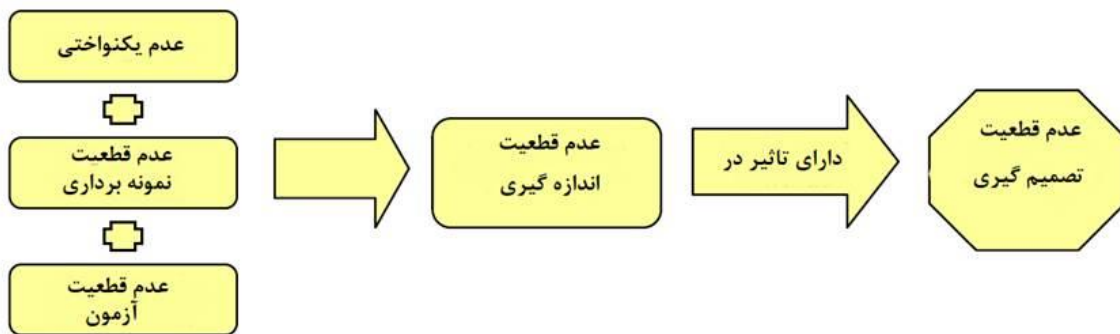 عدم یکنواختی
عدم قطعیت
نمونه برداری
عدم قطعیت
آزمون
عدم قطعیت
اندازه گیری
دارای تاثیر در
عدم قطعیت
تصمیم گیری